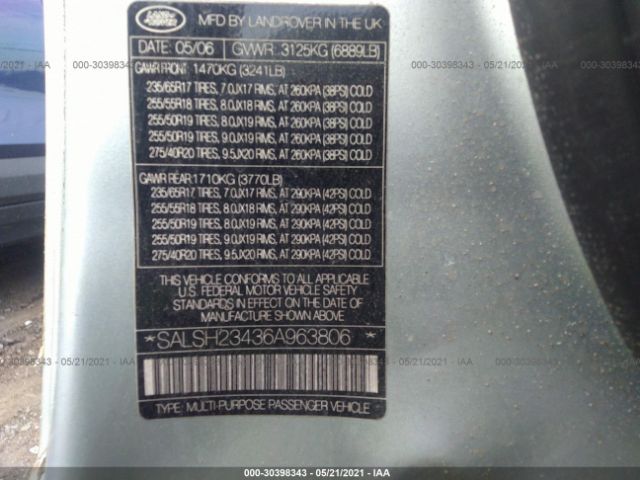 LAND ROVER
MFD BY LANDROVER IN THE UK
DATE: 05/06 GVWR 3125KG (6889LB)
GAWR FRONT 1470KG (3241LB)
235/65R17 TIRES, 7.0JX17 RIMS, AT 260KPA (38PSI) COLD
255/55R18 TIRES, 8.0JX18 RIMS, AT 260KPA (38PSI) COLD
255/50R19 TIRES, 8.0JX19 RIMS, AT 260KPA (38PSI) COLD
255/50R19 TIRES, 9.0JX19 RIMS, AT 260KPA (38PSI) COLD
275/40R20 TIRES, 9.5JX20 RIMS, AT 260KPA (38PSI) COLD
GAWR REAR 1710KG (3770LB)
235/65R17 TIRES, 7.0JX17 RIMS, AT 290KPA (42PSI) COLD
255/55R18 TIRES, 8.0JX18 RIMS, AT 290KPA (42PSI) COLD
255/50R19 TIRES, 8.0JX19 RIMS, AT 290KPA (42PSI) COLD
255/50R19 TIRES, 9.0JX19 RIMS, AT 290KPA (42PSI) COLD
275/40R20 TIRES, 9.5JX20 RIMS, AT 290KPA (42PSI) COLD
THIS VEHICLE CONFORMS TO ALL APPLICABLE
U.S. FEDERAL MOTOR VEHICLE SAFETY
STANDARDS IN EFFECT ON THE DATE OF
MANUFACTURE SHOWN ABOVE
*SALSH23436A963806*
TYPE: MULTI-PURPOSE PASSENGER VEHICLE
000-30398343 - 05/21/2021 - IAA